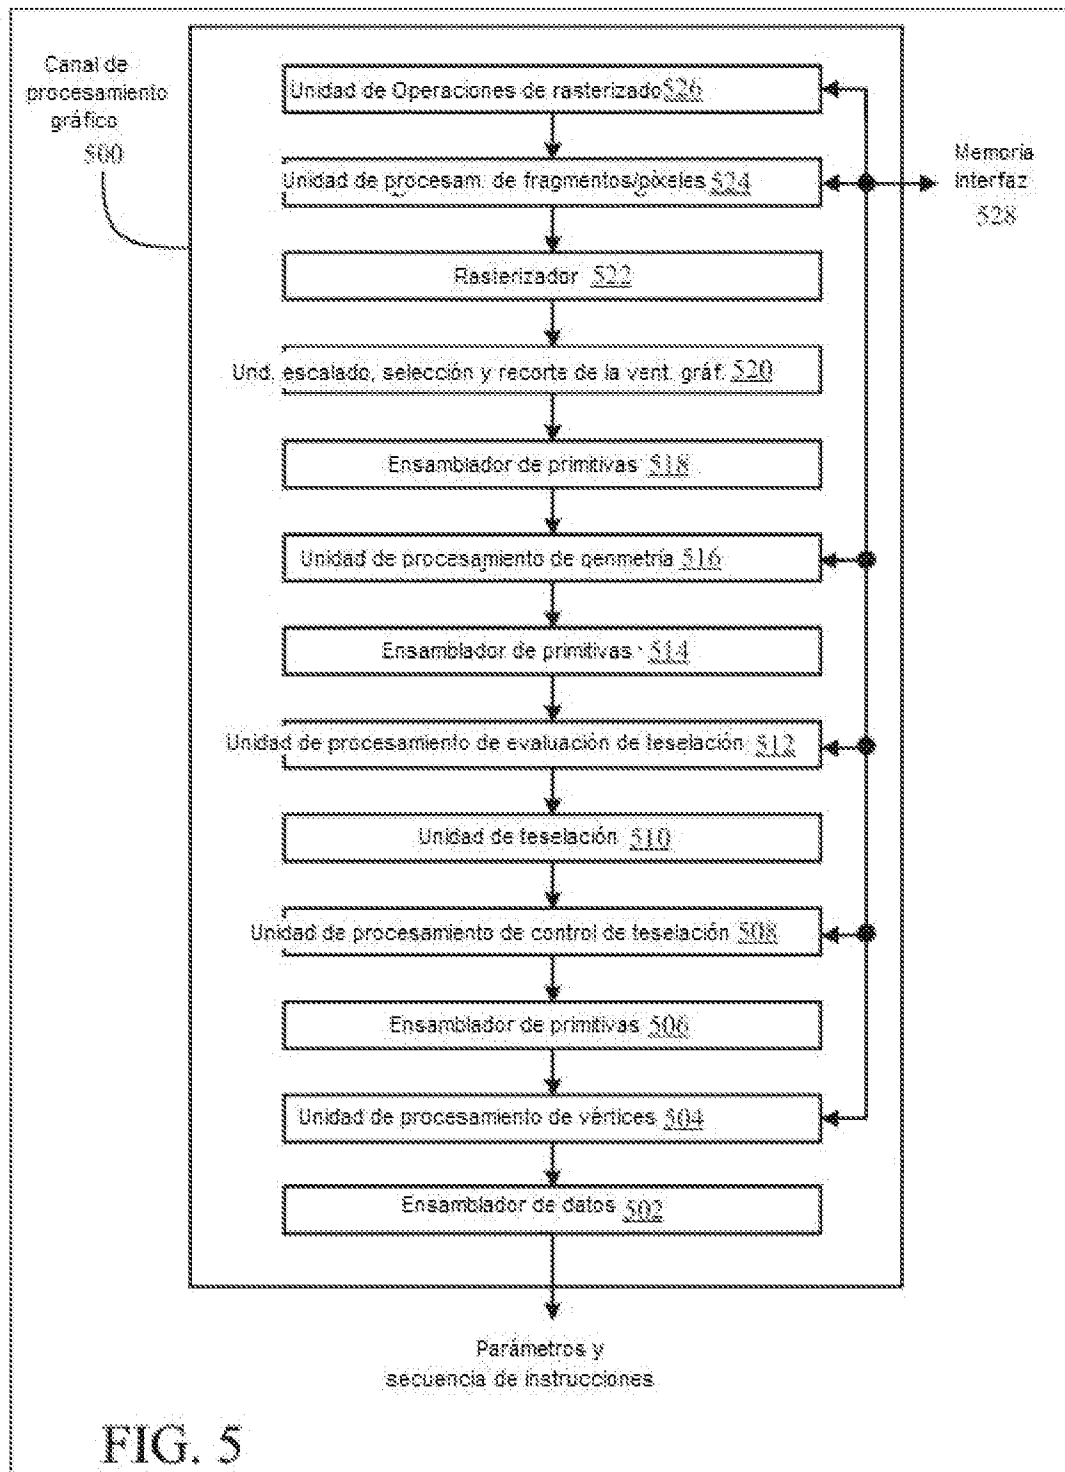 Canal de
procesamiento
gráfico
500
Unidad de Operaciones de rasterizado 526
Unidad de procesam. de fragmentos/píxeles 524
Memoria
Interfaz
528
Rasterizador 522
Und. escalado, selección y recorte de la vent. gráf. 520
Ensamblador de primitivas 518
Unidad de procesamiento de genmetría 516
Ensamblador de primitivas 514
Unidad de procesamiento de evaluación de teselación 512
Unidad de teselación 510
Unidad de procesamiento de control de teselación 508
Ensamblador de primitivas 506
Unidad de procesamiento de vértices 504
Ensamblador de datos 502
Parámetros y
secuencia de instrucciones
FIG. 5